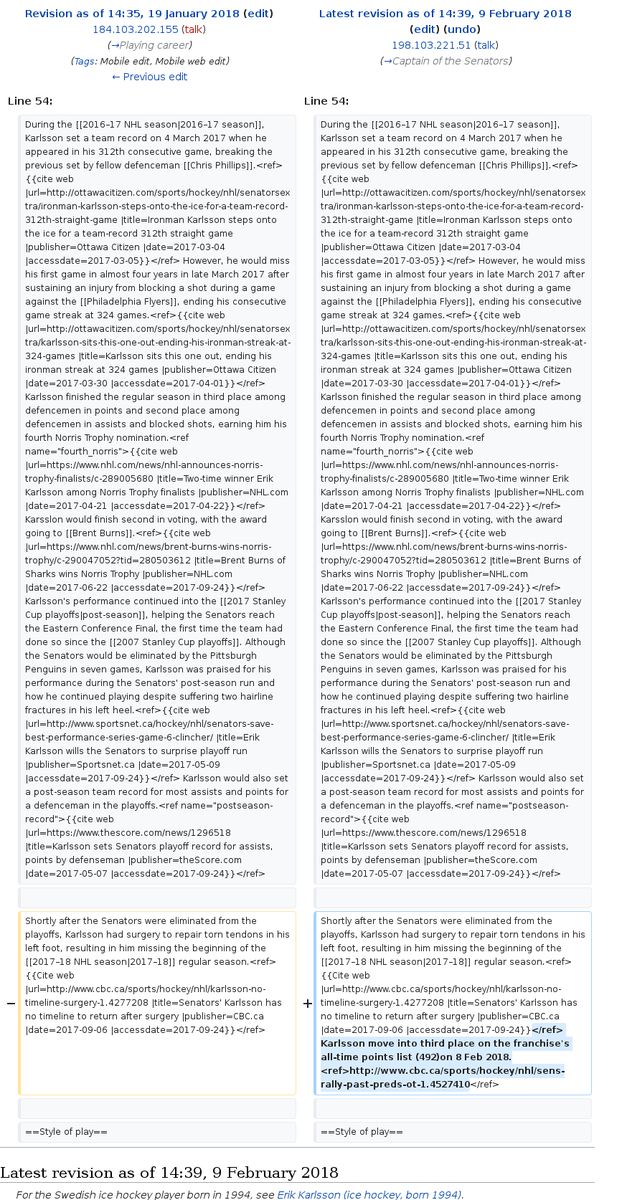 Revision as of 14:35, 19 January 2018 (edit)
184.103.202.155 (talk)
(→Playing career)
(Tags: Mobile edit, Mobile web edit)
← Previous edit
Latest revision as of 14:39, 9 February 2018
(edit) (undo)
198.103.221.51 (talk)
(→Captain of the Senators)
Line 54:
During the [[2016–17 NHL season|2016–17 season]],
Karlsson set a team record on 4 March 2017 when he
appeared in his 312th consecutive game, breaking the
previous set by fellow defenceman [[Chris Phillips]].<ref>
{{cite web
|url=http://ottawacitizen.com/sports/hockey/nhl/senatorsex
tra/ironman-karlsson-steps-onto-the-ice-for-a-team-record-
312th-straight-game |title=Ironman Karlsson steps onto
the ice for a team-record 312th straight game
|publisher=Ottawa Citizen |date=2017-03-04
|accessdate=2017-03-05}}</ref> However, he would miss
his first game in almost four years in late March 2017 after
sustaining an injury from blocking a shot during a game
against the [[Philadelphia Flyers]], ending his consecutive
game streak at 324 games.<ref>{{cite web
|url=http://ottawacitizen.com/sports/hockey/nhl/senatorsex
tra/karlsson-sits-this-one-out-ending-his-ironman-streak-at-
324-games |title=Karlsson sits this one out, ending his
ironman streak at 324 games |publisher=Ottawa Citizen
|date=2017-03-30 |accessdate=2017-04-01}}</ref>
Karlsson finished the regular season in third place among
defencemen in points and second place among
defencemen in assists and blocked shots, earning him his
fourth Norris Trophy nomination.<ref
name="fourth_norris">{{cite web
|url=https://www.nhl.com/news/nhl-announces-norris-
trophy-finalists/c-289005680 |title=Two-time winner Erik
Karlsson among Norris Trophy finalists |publisher=NHL.com
|date=2017-04-21 |accessdate=2017-04-22}}</ref>
Karsslon would finish second in voting, with the award
going to [[Brent Burns]].<ref>{{cite web
|url=https://www.nhl.com/news/brent-burns-wins-norris-
trophy/c-290047052?tid=280503612 |title=Brent Burns of
Sharks wins Norris Trophy |publisher=NHL.com
|date=2017-06-22 |accessdate=2017-09-24}}</ref>
Karlsson's performance continued into the [[2017 Stanley
Cup playoffs|post-season]], helping the Senators reach
the Eastern Conference Final, the first time the team had
done so since the [[2007 Stanley Cup playoffs]]. Although
the Senators would be eliminated by the Pittsburgh
Penguins in seven games, Karlsson was praised for his
performance during the Senators' post-season run and
how he continued playing despite suffering two hairline
fractures in his left heel.<ref>{{cite web
|url=http://www.sportsnet.ca/hockey/nhl/senators-save-
best-performance-series-game-6-clincher/ |title=Erik
Karlsson wills the Senators to surprise playoff run
|publisher=Sportsnet.ca |date=2017-05-09
|accessdate=2017-09-24}}</ref> Karlsson would also set
a post-season team record for most assists and points for
a defenceman in the playoffs.<ref name="postseason-
record">{{cite web
|url=https://www.thescore.com/news/1296518
|title=Karlsson sets Senators playoff record for assists,
points by defenseman |publisher=theScore.com
|date=2017-05-07 |accessdate=2017-09-24}}</ref>
Line 54:
During the [[2016–17 NHL season|2016–17 season]],
Karlsson set a team record on 4 March 2017 when he
appeared in his 312th consecutive game, breaking the
previous set by fellow defenceman [[Chris Phillips]].<ref>
{{cite web
|url=http://ottawacitizen.com/sports/hockey/nhl/senatorsex
tra/ironman-karlsson-steps-onto-the-ice-for-a-team-record-
312th-straight-game |title=Ironman Karlsson steps onto
the ice for a team-record 312th straight game
|publisher=Ottawa Citizen |date=2017-03-04
|accessdate=2017-03-05}}</ref> However, he would miss
his first game in almost four years in late March 2017 after
sustaining an injury from blocking a shot during a game
against the [[Philadelphia Flyers]], ending his consecutive
game streak at 324 games.<ref>{{cite web
|url=http://ottawacitizen.com/sports/hockey/nhl/senatorsex
tra/karlsson-sits-this-one-out-ending-his-ironman-streak-at-
324-games |title=Karlsson sits this one out, ending his
ironman streak at 324 games |publisher=Ottawa Citizen
|date=2017-03-30 |accessdate=2017-04-01}}</ref>
Karlsson finished the regular season in third place among
defencemen in points and second place among
defencemen in assists and blocked shots, earning him his
fourth Norris Trophy nomination.<ref
name="fourth_norris">{{cite web
|url=https://www.nhl.com/news/nhl-announces-norris-
trophy-finalists/c-289005680 |title=Two-time winner Erik
Karlsson among Norris Trophy finalists |publisher=NHL.com
|date=2017-04-21 |accessdate=2017-04-22}}</ref>
Karsslon would finish second in voting, with the award
going to [[Brent Burns]].<ref>{{cite web
|url=https://www.nhl.com/news/brent-burns-wins-norris-
trophy/c-290047052?tid=280503612 |title=Brent Burns of
Sharks wins Norris Trophy |publisher=NHL.com
|date=2017-06-22 |accessdate=2017-09-24}}</ref>
Karlsson's performance continued into the [[2017 Stanley
Cup playoffs|post-season]], helping the Senators reach
the Eastern Conference Final, the first time the team had
done so since the [[2007 Stanley Cup playoffs]]. Although
the Senators would be eliminated by the Pittsburgh
Penguins in seven games, Karlsson was praised for his
performance during the Senators' post-season run and
how he continued playing despite suffering two hairline
fractures in his left heel.<ref>{{cite web
|url=http://www.sportsnet.ca/hockey/nhl/senators-save-
best-performance-series-game-6-clincher/ |title=Erik
Karlsson wills the Senators to surprise playoff run
|publisher=Sportsnet.ca |date=2017-05-09
|accessdate=2017-09-24}}</ref> Karlsson would also set
a post-season team record for most assists and points for
a defenceman in the playoffs.<ref name="postseason-
record">{{cite web
|url=https://www.thescore.com/news/1296518
|title=Karlsson sets Senators playoff record for assists,
points by defenseman |publisher=theScore.com
|date=2017-05-07 |accessdate=2017-09-24}}</ref>
−
Shortly after the Senators were eliminated from the
playoffs, Karlsson had surgery to repair torn tendons in his
left foot, resulting in him missing the beginning of the
[[2017–18 NHL season|2017–18]] regular season.<ref>
{{Cite web
|url=http://www.cbc.ca/sports/hockey/nhl/karlsson-no-
timeline-surgery-1.4277208 |title=Senators' Karlsson has
no timeline to return after surgery |publisher=CBC.ca
|date=2017-09-06 |accessdate=2017-09-24}}</ref>
+
Shortly after the Senators were eliminated from the
playoffs, Karlsson had surgery to repair torn tendons in his
left foot, resulting in him missing the beginning of the
[[2017–18 NHL season|2017–18]] regular season.<ref>
{{Cite web
|url=http://www.cbc.ca/sports/hockey/nhl/karlsson-no-
timeline-surgery-1.4277208 |title=Senators' Karlsson has
no timeline to return after surgery |publisher=CBC.ca
|date=2017-09-06 |accessdate=2017-09-24}}</ref>
Karlsson move into third place on the franchise's
all-time points list (492)on 8 Feb 2018.
<ref>http://www.cbc.ca/sports/hockey/nhl/sens-
rally-past-preds-ot-1.4527410</ref>
==Style of play==
==Style of play==
Latest revision as of 14:39, 9 February 2018
For the Swedish ice hockey player born in 1994, see Erik Karlsson (ice hockey, born 1994).